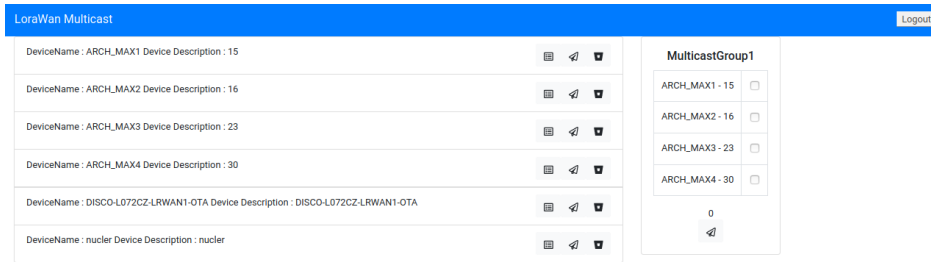 LoraWan Multicast
Logout
DeviceName : ARCH_MAX1 Device Description : 15
DeviceName : ARCH_MAX2 Device Description : 16
DeviceName : ARCH_MAX3 Device Description : 23
DeviceName : ARCH_MAX4 Device Description : 30
DeviceName : DISCO-L072CZ-LRWAN1-OTA Device Description : DISCO-L072CZ-LRWAN1-OTA
DeviceName : nucler Device Description : nucler
MulticastGroup1
ARCH_MAX1 - 15
ARCH_MAX2 - 16
ARCH_MAX3 - 23
ARCH_MAX4 - 30
0